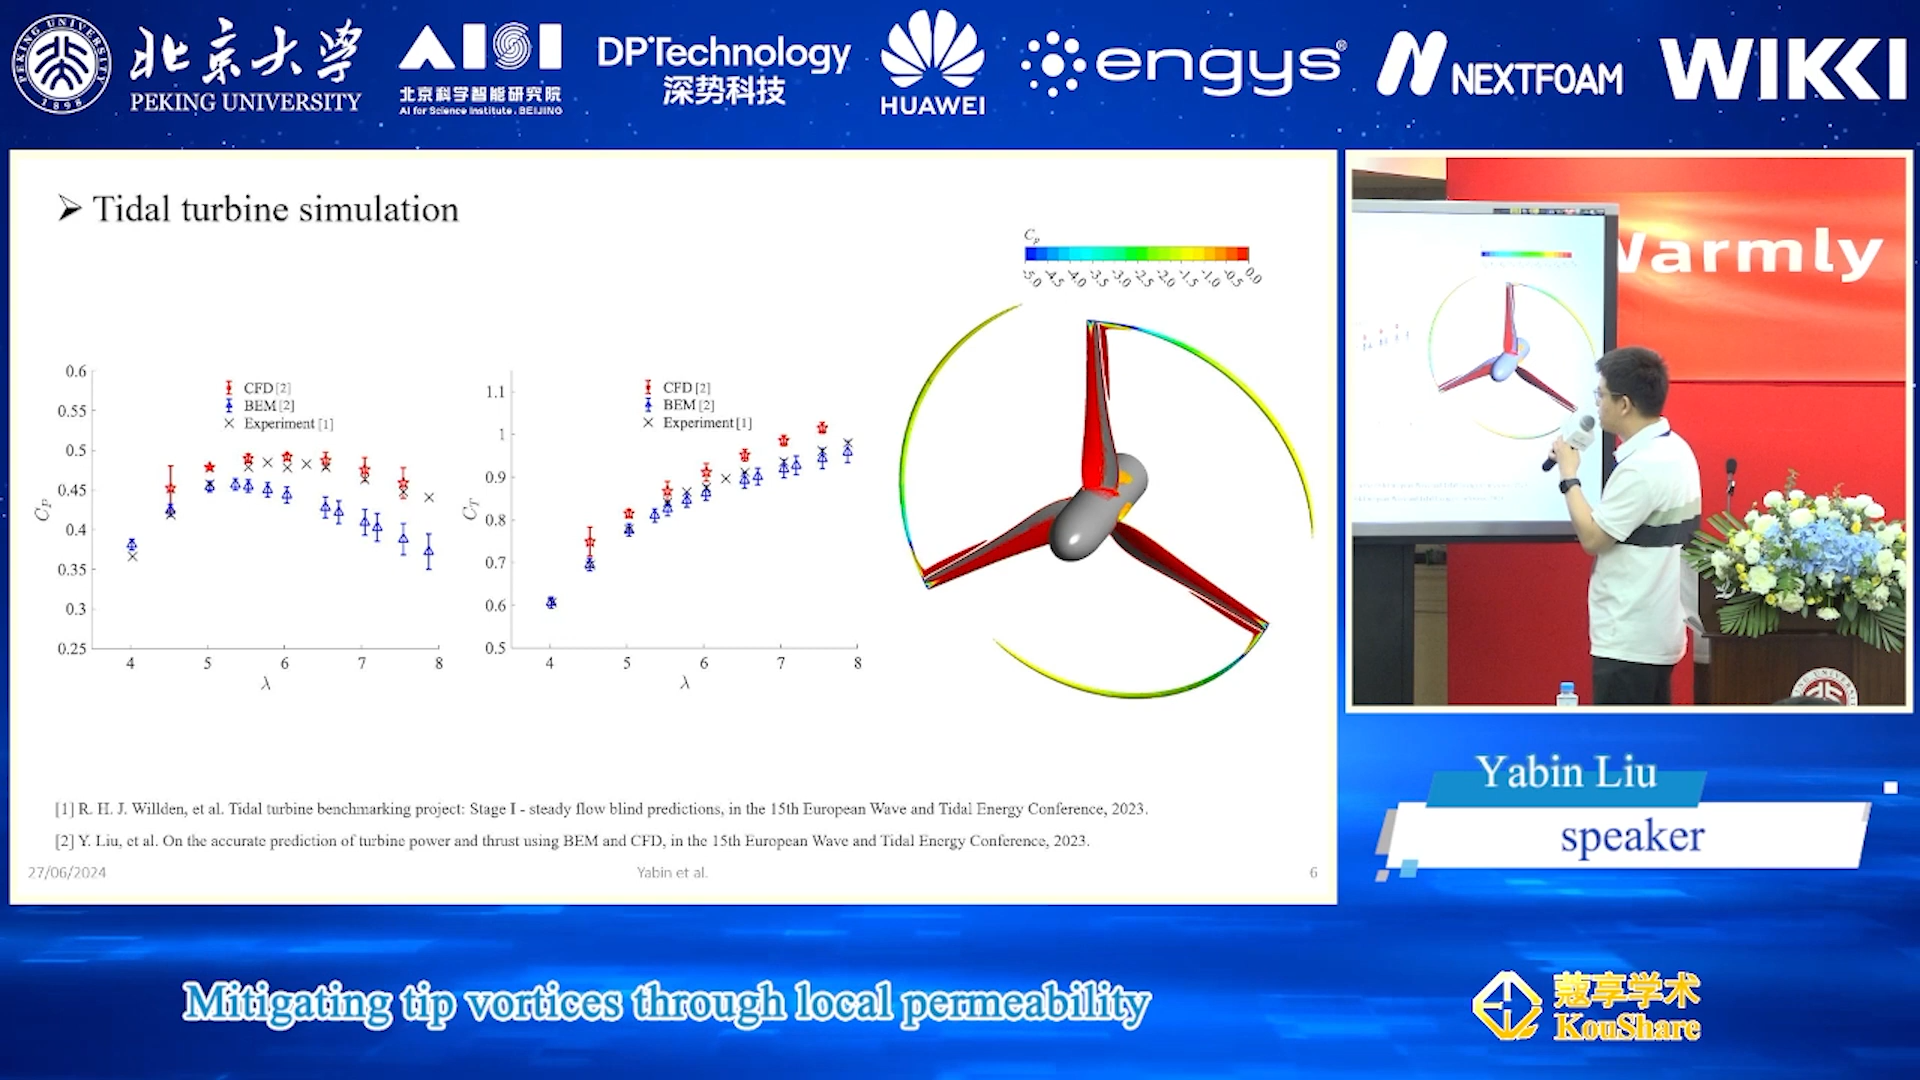 PEKING UNIVERSITY
1898
北京大学
PEKING UNIVERSITY
AISI
北京科学智能研究院
AI for Science Institute, BEIJING
DP Technology
深势科技
HUAWEI
engys®
NEXTFOAM
WIKKI
Tidal turbine simulation
Cp
-5.0 -4.5 -4.0 -3.5 -3.0 -2.5 -2.0 -1.5 -1.0 -0.5 0.0
CFD [2]
BEM [2]
Experiment [1]
0.6
0.55
0.5
0.45
0.4
0.35
0.3
0.25
CP
4 5 6 7 8
λ
CFD [2]
BEM [2]
Experiment [1]
1.1
1
0.9
0.8
0.7
0.6
0.5
CT
4 5 6 7 8
λ
[1] R. H. J. Willden, et al. Tidal turbine benchmarking project: Stage I - steady flow blind predictions, in the 15th European Wave and Tidal Energy Conference, 2023.
[2] Y. Liu, et al. On the accurate prediction of turbine power and thrust using BEM and CFD, in the 15th European Wave and Tidal Energy Conference, 2023.
27/06/2024
Yabin et al.
6
Warmly
Yabin Liu
speaker
Mitigating tip vortices through local permeability
蔻享学术
KouShare